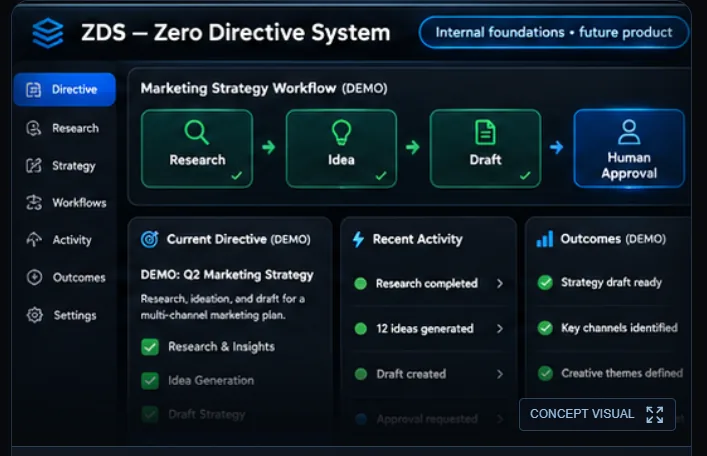 ZDS — Zero Directive System
Internal foundations • future product
Directive
Research
Strategy
Workflows
Activity
Outcomes
Settings
Marketing Strategy Workflow (DEMO)
Research
Idea
Draft
Human
Approval
Current Directive (DEMO)
DEMO: Q2 Marketing Strategy
Research, ideation, and draft for a
multi-channel marketing plan.
Research & Insights
Idea Generation
Draft Strategy
Recent Activity
Research completed
12 ideas generated
Draft created
Approval requested
Outcomes (DEMO)
Strategy draft ready
Key channels identified
Creative themes defined
CONCEPT VISUAL